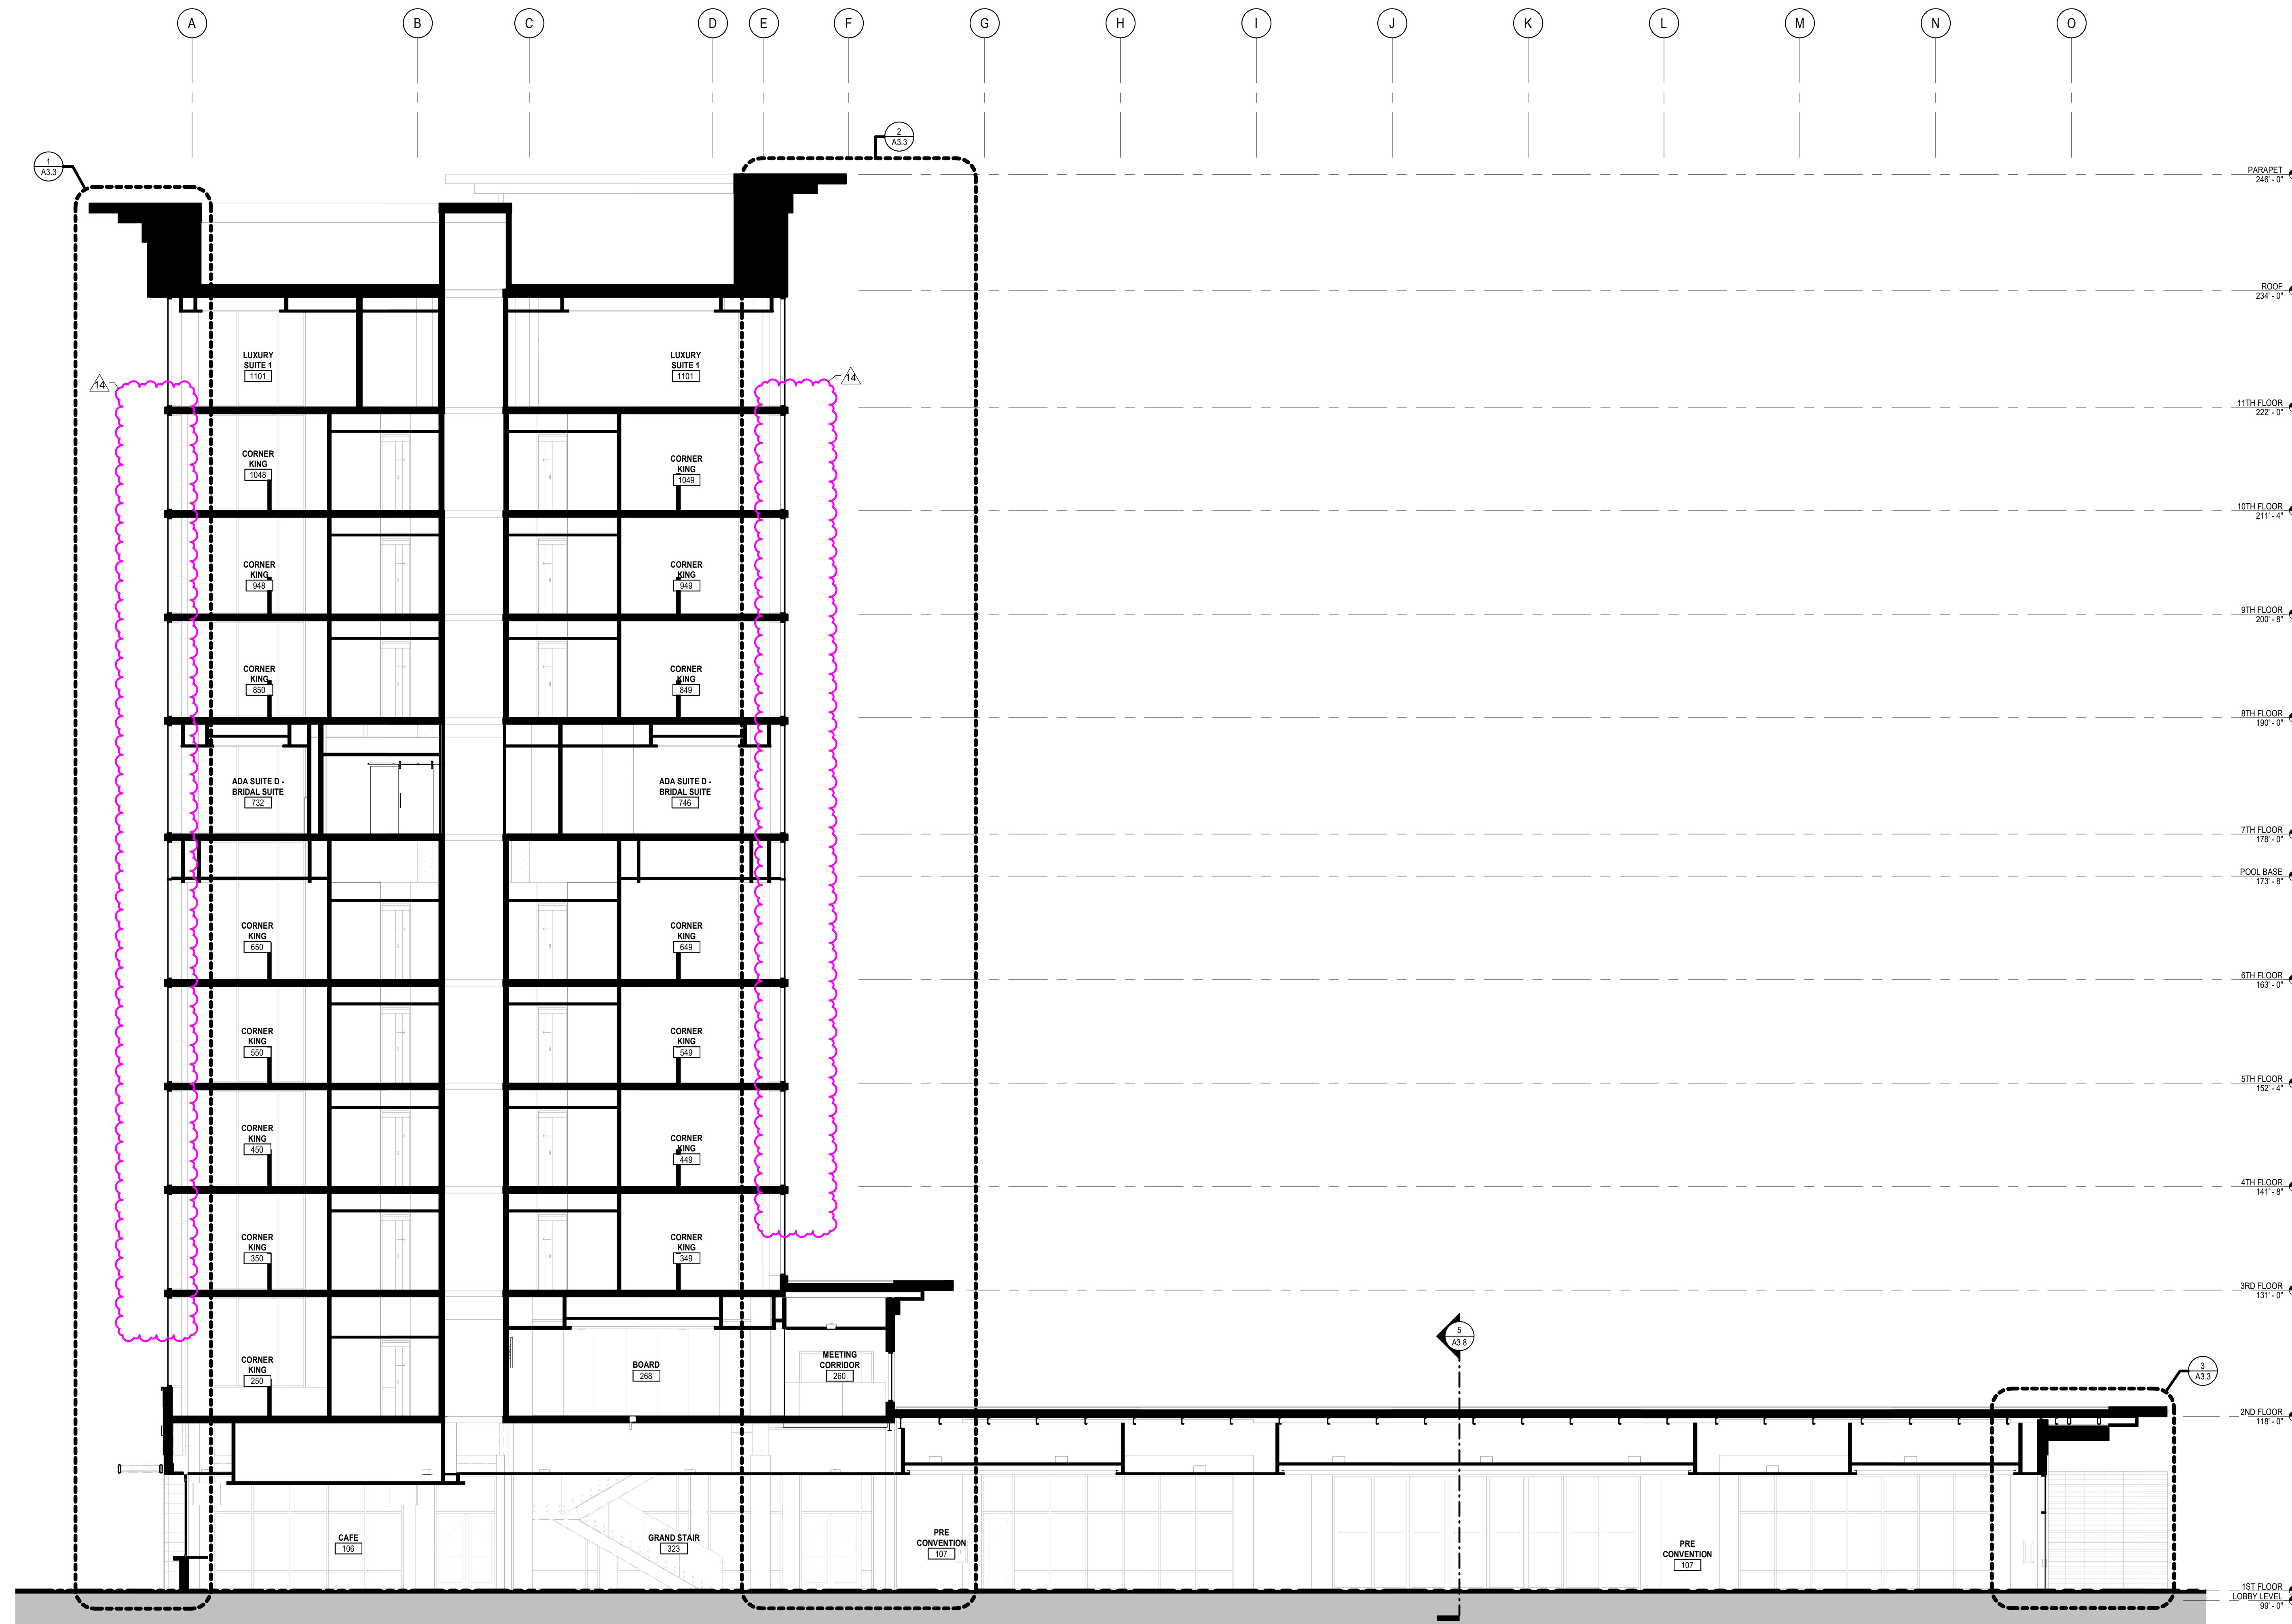 A
B
C
D
E
F
G
H
I
J
K
L
M
N
O
1
A3.3
2
A3.3
PARAPET
246' - 0"
ROOF
234' - 0"
LUXURY
SUITE 1
1101
LUXURY
SUITE 1
1101
14
14
11TH FLOOR
222' - 0"
CORNER
KING
1048
CORNER
KING
1049
10TH FLOOR
211' - 4"
CORNER
KING
948
CORNER
KING
949
9TH FLOOR
200' - 8"
CORNER
KING
850
CORNER
KING
849
8TH FLOOR
190' - 0"
ADA SUITE D -
BRIDAL SUITE
732
ADA SUITE D -
BRIDAL SUITE
746
7TH FLOOR
178' - 0"
POOL BASE
173' - 8"
CORNER
KING
650
CORNER
KING
649
6TH FLOOR
163' - 0"
CORNER
KING
550
CORNER
KING
549
5TH FLOOR
152' - 4"
CORNER
KING
450
CORNER
KING
449
4TH FLOOR
141' - 8"
CORNER
KING
350
CORNER
KING
349
3RD FLOOR
131' - 0"
5
A3.8
CORNER
KING
250
BOARD
268
MEETING
CORRIDOR
260
3
A3.3
2ND FLOOR
118' - 0"
CAFE
106
GRAND STAIR
323
PRE
CONVENTION
107
PRE
CONVENTION
107
1ST FLOOR
LOBBY LEVEL
99' - 0"